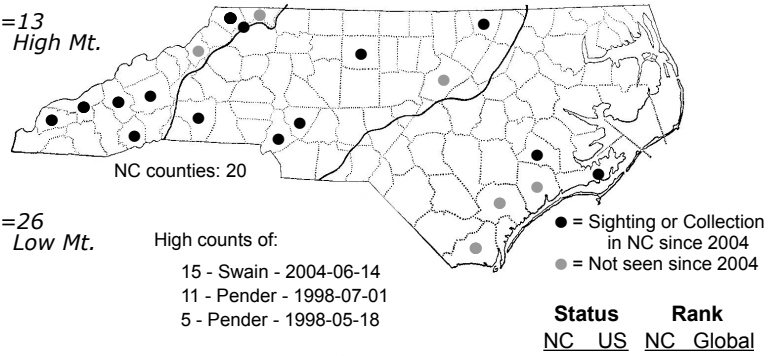 =13
High Mt.
NC counties: 20
=26
Low Mt.
High counts of:
15 - Swain - 2004-06-14
11 - Pender - 1998-07-01
5 - Pender - 1998-05-18
= Sighting or Collection
in NC since 2004
= Not seen since 2004
Status Rank
NC US NC Global